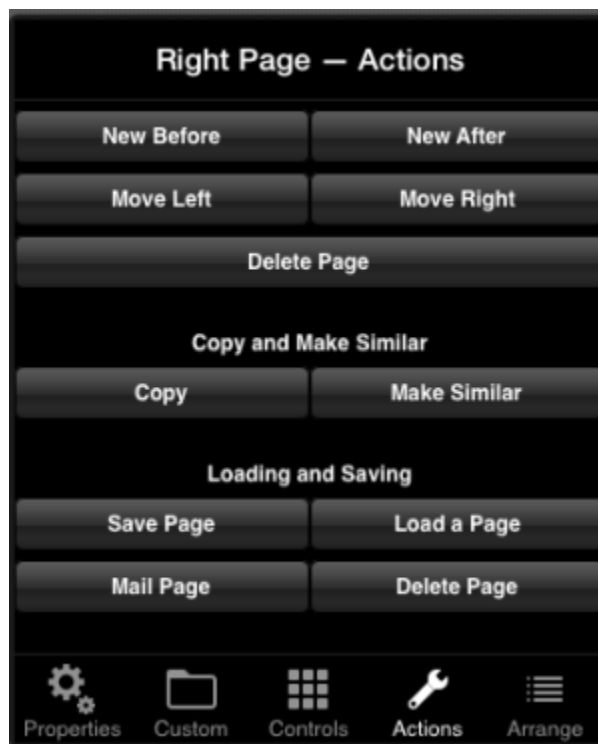 Right Page — Actions
New Before New After
Move Left Move Right
Delete Page
Copy and Make Similar
Copy Make Similar
Loading and Saving
Save Page Load a Page
Mail Page Delete Page
Properties Custom Controls Actions Arrange